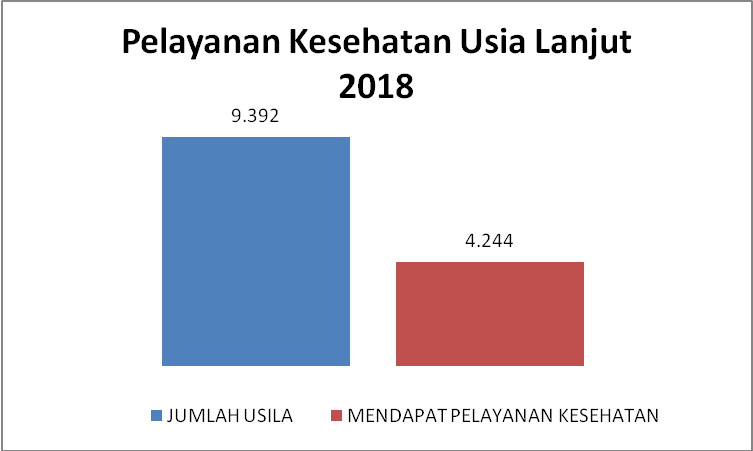 Pelayanan Kesehatan Usia Lanjut
2018
9.392
4.244
JUMLAH USILA
MENDAPAT PELAYANAN KESEHATAN